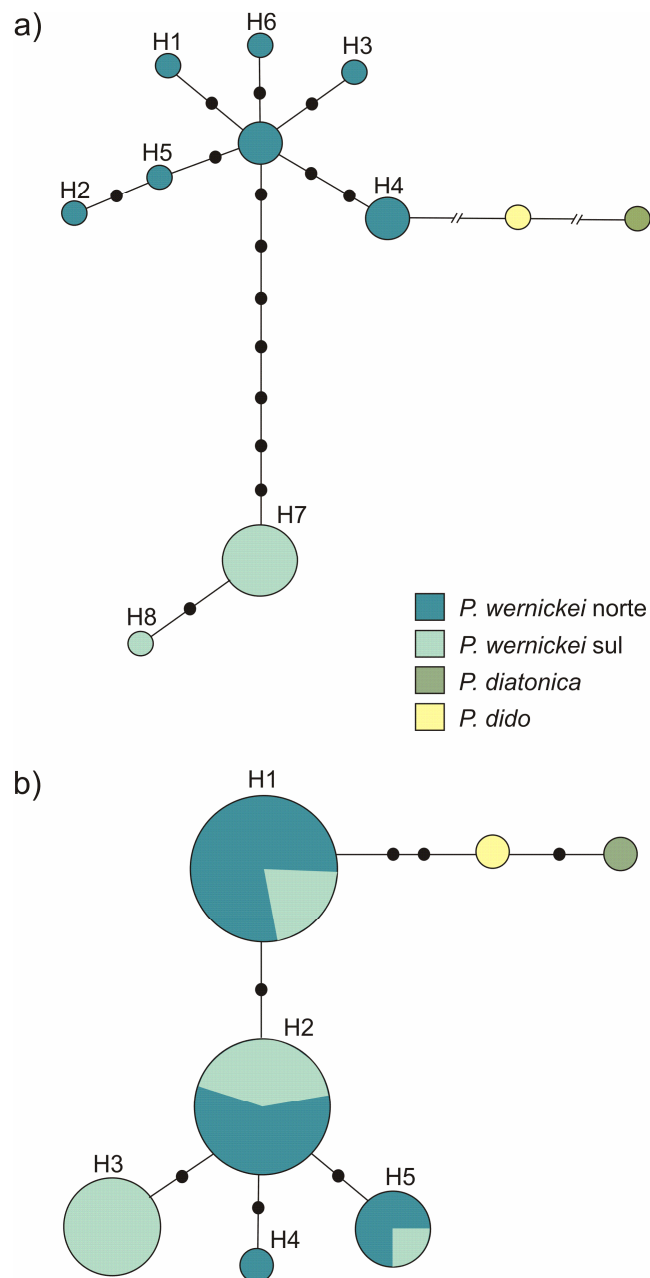 a)
H6
H1
H3
H5
H4
H2
H7
H8
P. wernickei norte
P. wernickei sul
P. diatonica
P. dido
b)
H1
H2
H3
H5
H4